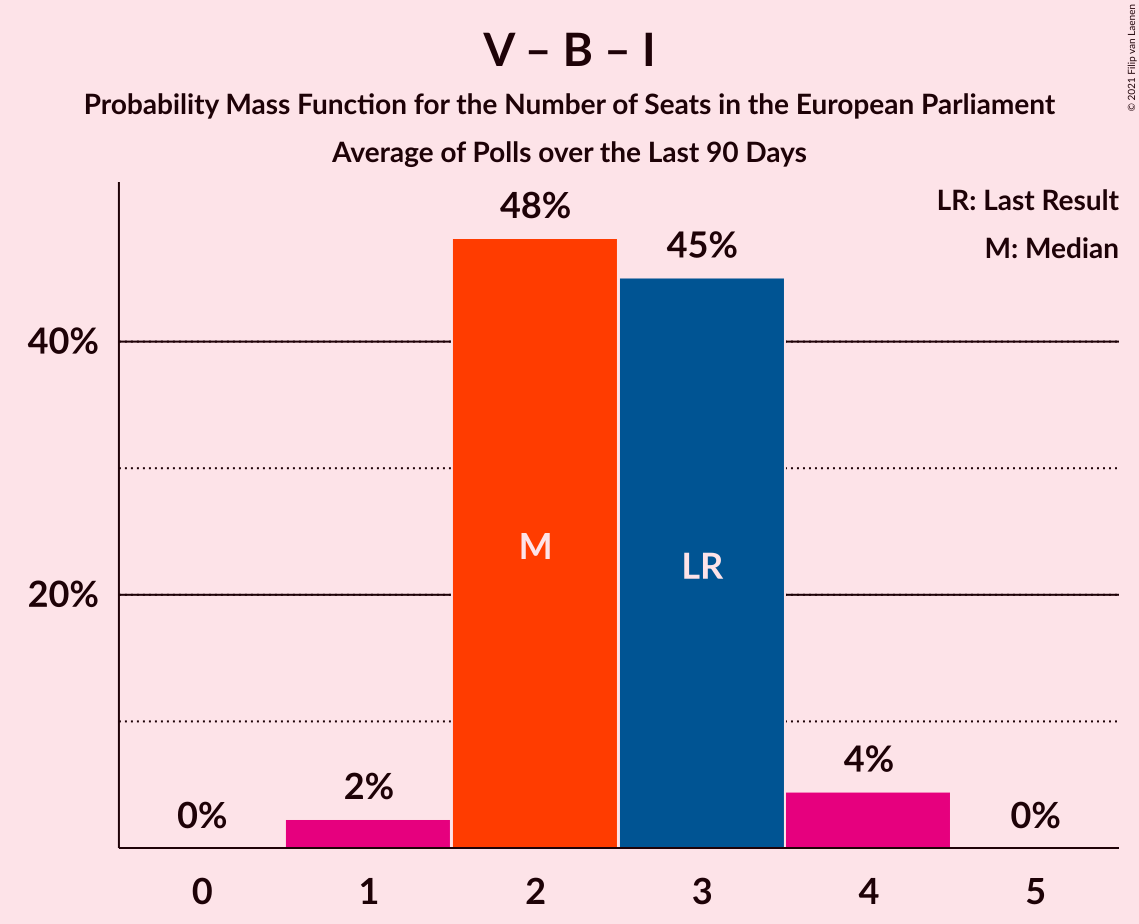 V – B – I
Probability Mass Function for the Number of Seats in the European Parliament
Average of Polls over the Last 90 Days
© 2021 Filip van Laenen
LR: Last Result
M: Median
48%
45%
40%
M
LR
20%
4%
2%
0%
0%
0 1 2 3 4 5